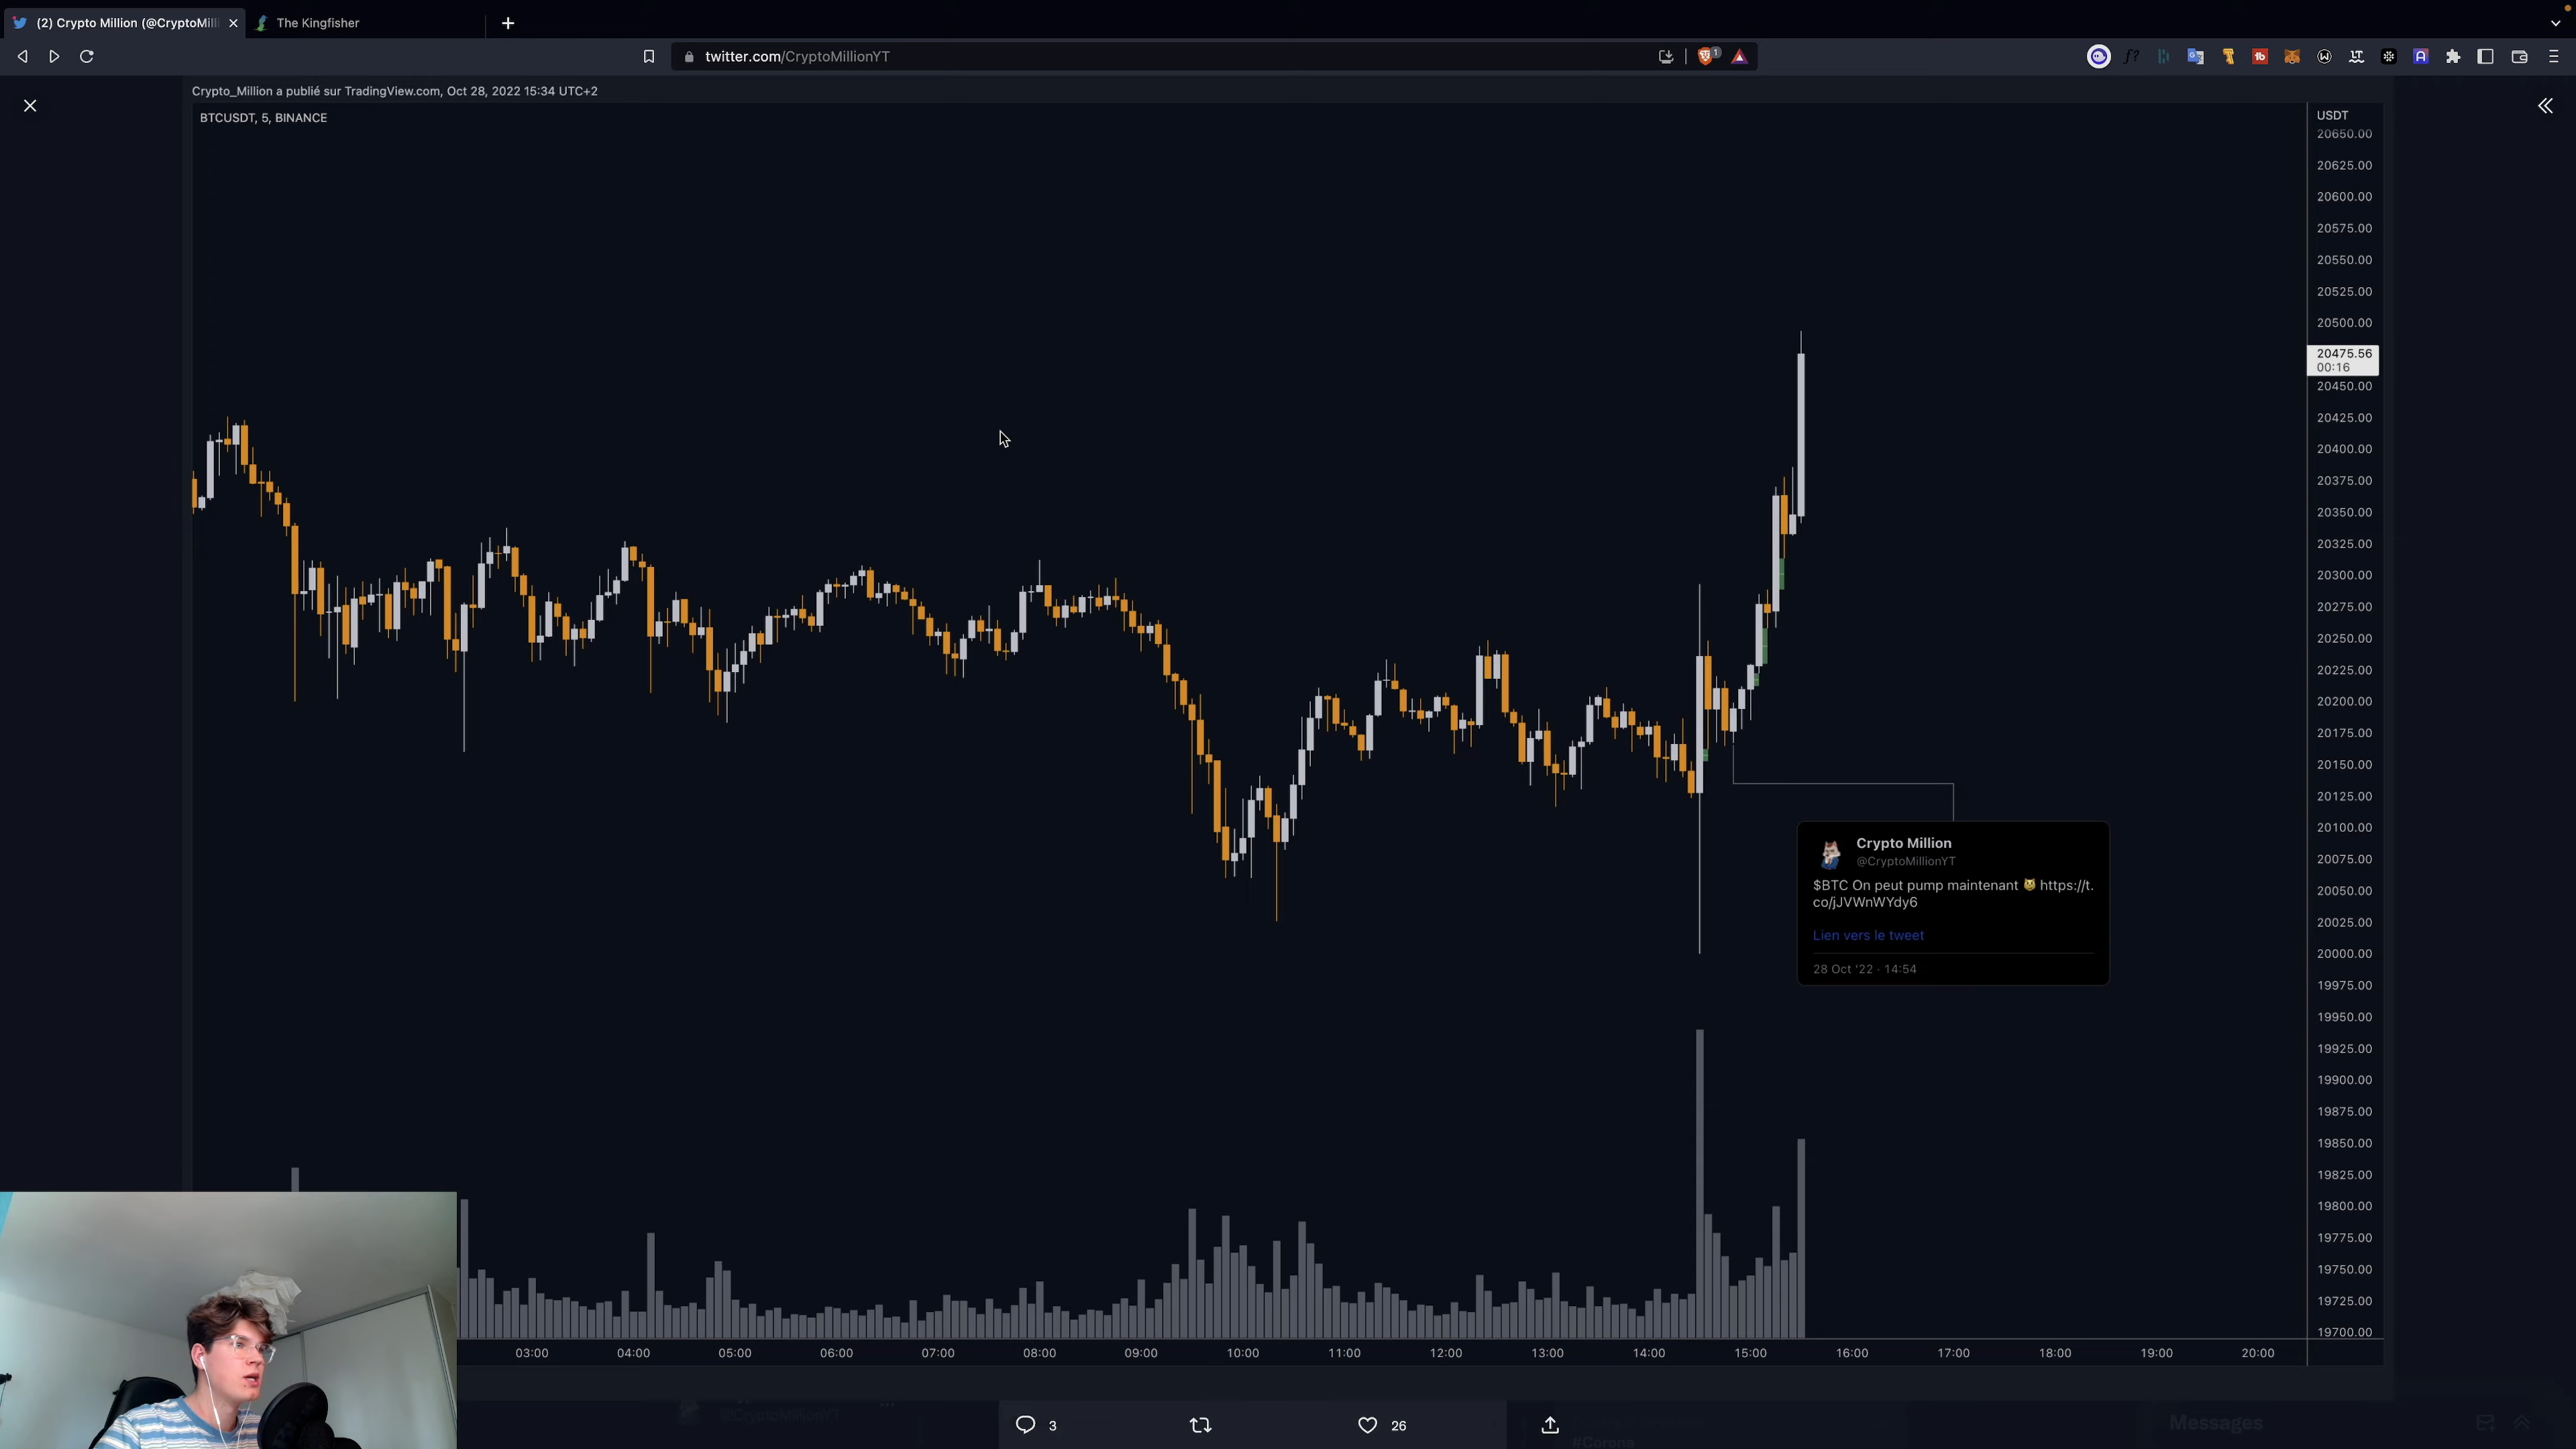 (2) Crypto Million (@CryptoMill
The Kingfisher
twitter.com/CryptoMillionYT
1
Crypto_Million a publié sur TradingView.com, Oct 28, 2022 15:34 UTC+2
BTCUSDT, 5, BINANCE
USDT
20650.00
20625.00
20600.00
20575.00
20550.00
20525.00
20500.00
20475.56
00:16
20450.00
20425.00
20400.00
20375.00
20350.00
20325.00
20300.00
20275.00
20250.00
20225.00
20200.00
20175.00
20150.00
20125.00
20100.00
20075.00
20050.00
20025.00
20000.00
19975.00
19950.00
19925.00
19900.00
19875.00
19850.00
19825.00
19800.00
19775.00
19750.00
19725.00
19700.00
Crypto Million
@CryptoMillionYT
$BTC On peut pump maintenant 😼 https://t.
co/jJVWnWYdy6
Lien vers le tweet
28 Oct '22 · 14:54
03:00 04:00 05:00 06:00 07:00 08:00 09:00 10:00 11:00 12:00 13:00 14:00 15:00 16:00 17:00 18:00 19:00 20:00
@CryptoMillionYT
3
26
#Corona
Messages